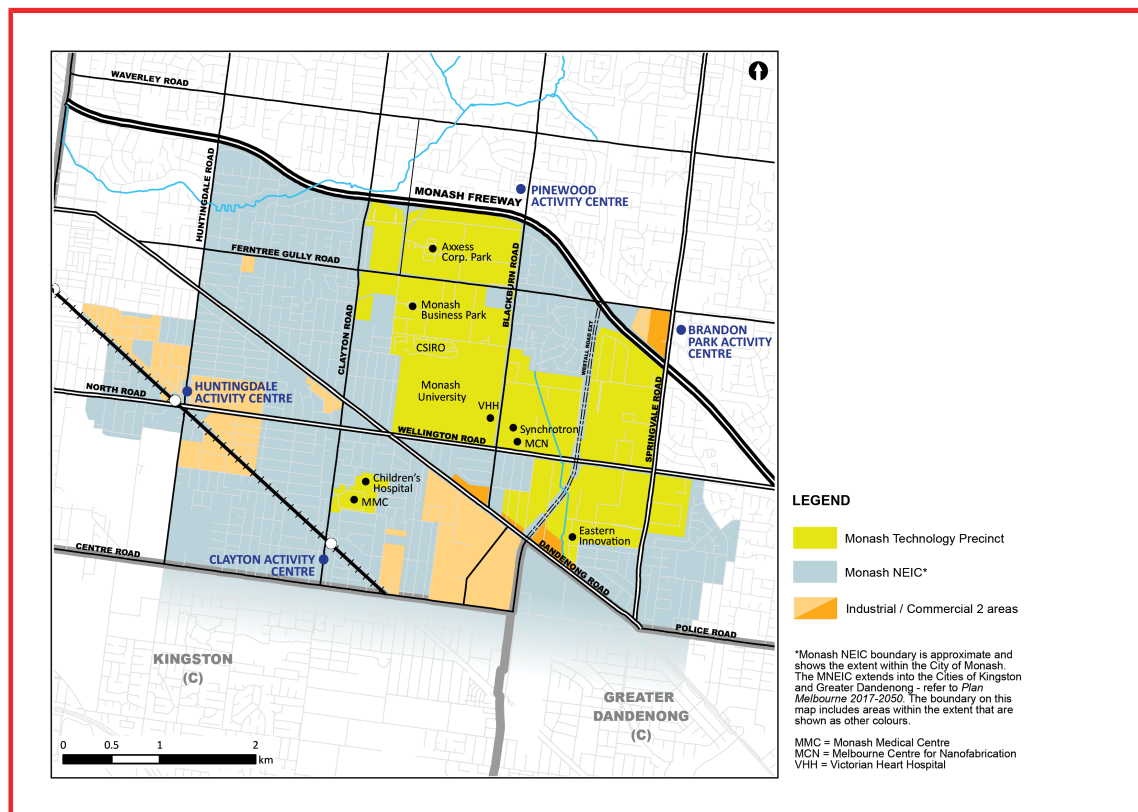 WAVERLEY ROAD
HUNTINGDALE ROAD
MONASH FREEWAY
PINEWOOD
ACTIVITY CENTRE
FERNTREE GULLY ROAD
Axxess
Corp. Park
BLACKBURN ROAD
Monash
Business Park
CLAYTON ROAD
WESTALL ROAD EXT
BRANDON
PARK ACTIVITY
CENTRE
CSIRO
Monash
University
NORTH ROAD
HUNTINGDALE
ACTIVITY CENTRE
VHH
Synchrotron
MCN
WELLINGTON ROAD
SPRINGVALE ROAD
Children's
Hospital
MMC
Eastern
Innovation
CENTRE ROAD
CLAYTON ACTIVITY
CENTRE
DANDENONG ROAD
POLICE ROAD
KINGSTON
(C)
GREATER
DANDENONG
(C)
0 0.5 1 2
km
LEGEND
Monash Technology Precinct
Monash NEIC*
Industrial / Commercial 2 areas
*Monash NEIC boundary is approximate and
shows the extent within the City of Monash.
The MNEIC extends into the Cities of Kingston
and Greater Dandenong - refer to Plan
Melbourne 2017-2050. The boundary on this
map includes areas within the extent that are
shown as other colours.
MMC = Monash Medical Centre
MCN = Melbourne Centre for Nanofabrication
VHH = Victorian Heart Hospital